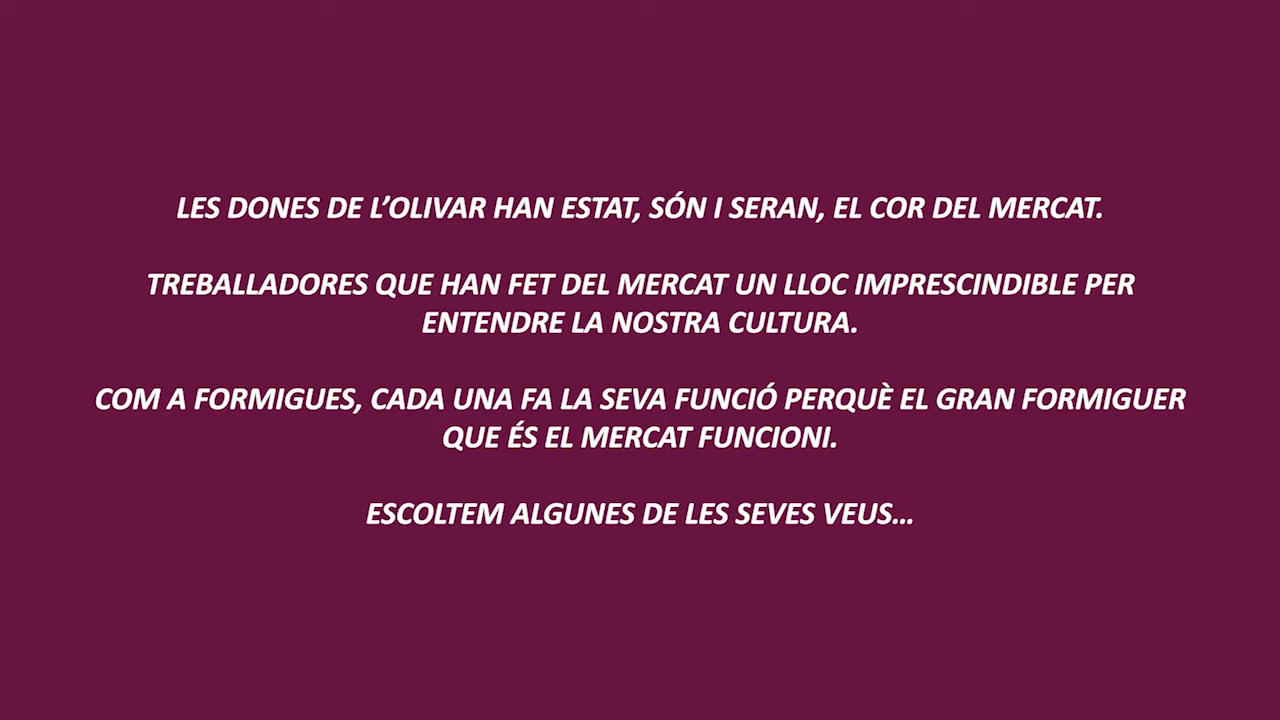 LES DONES DE L’OLIVAR HAN ESTAT, SÓN I SERAN, EL COR DEL MERCAT.
TREBALLADORES QUE HAN FET DEL MERCAT UN LLOC IMPRESCINDIBLE PER
ENTENDRE LA NOSTRA CULTURA.
COM A FORMIGUES, CADA UNA FA LA SEVA FUNCIÓ PERQUÈ EL GRAN FORMIGUER
QUE ÉS EL MERCAT FUNCIONI.
ESCOLTEM ALGUNES DE LES SEVES VEUS…